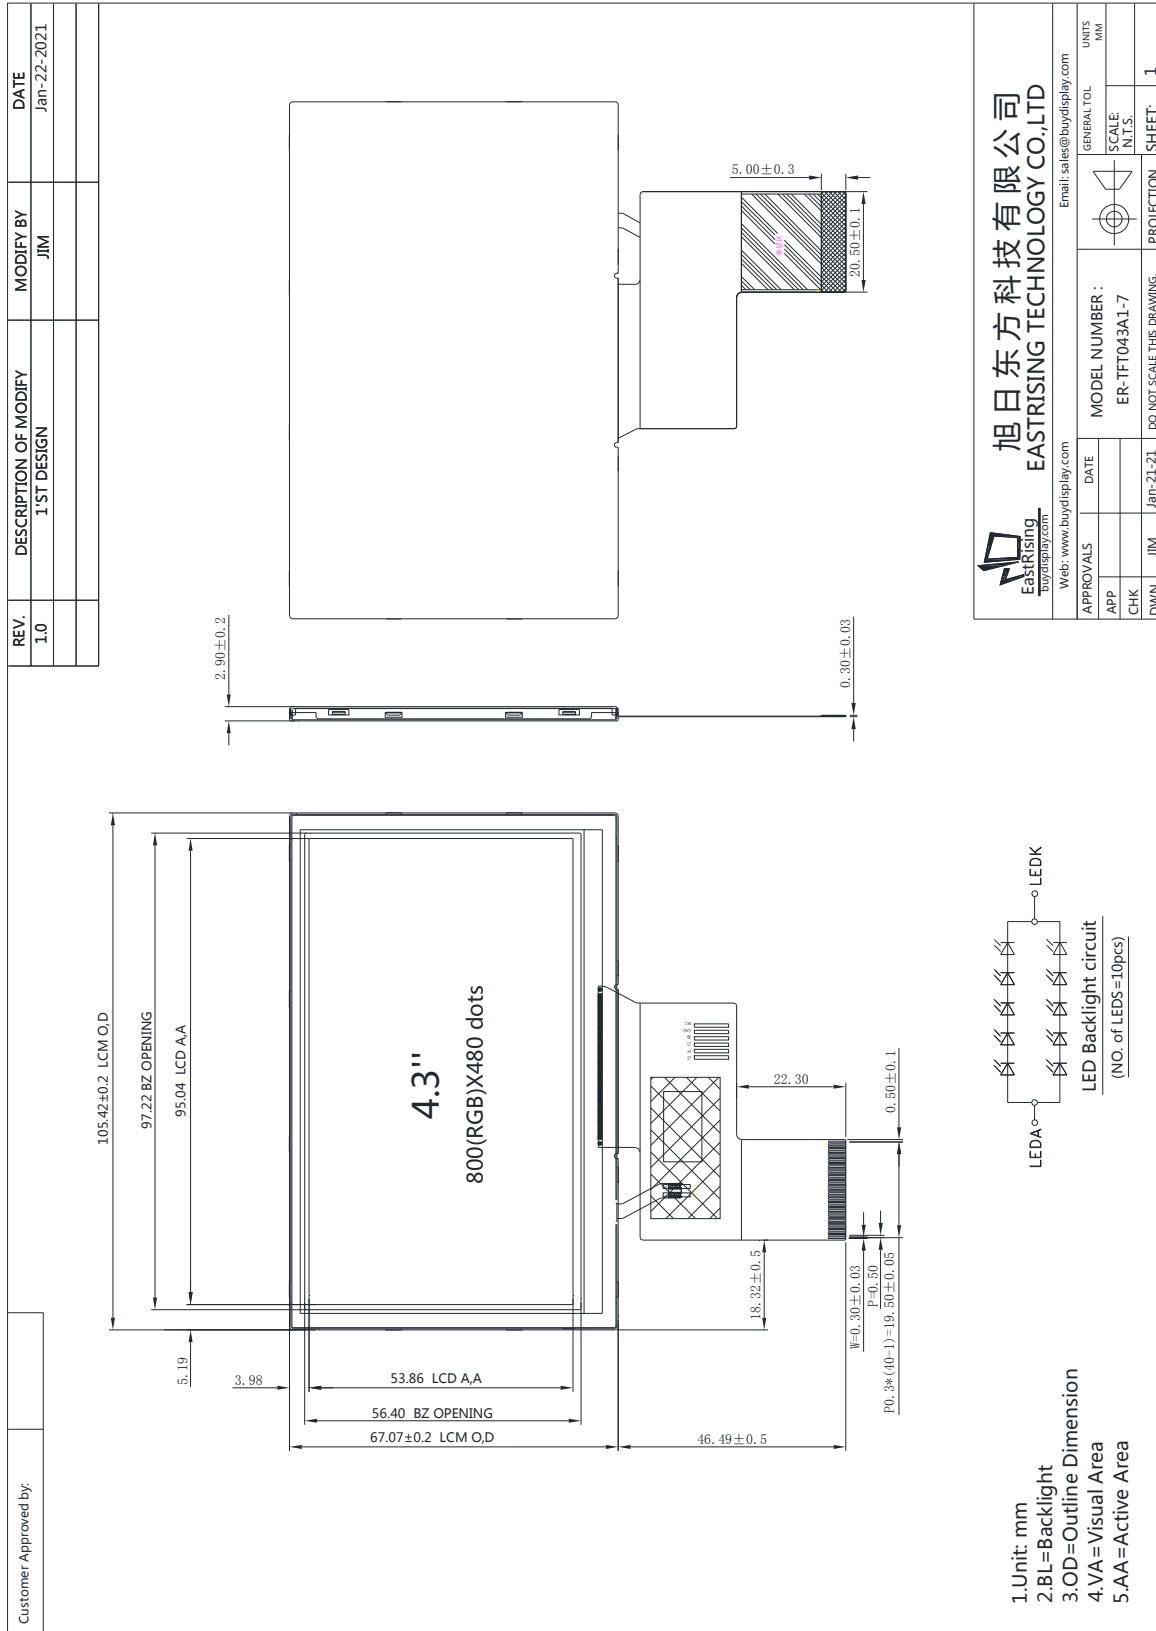 Customer Approved by:
REV.
DESCRIPTION OF MODIFY
MODIFY BY
DATE
1.0
1'ST DESIGN
JIM
Jan-22-2021
105.42±0.2 LCM O,D
97.22 BZ OPENING
95.04 LCD A,A
5.19
3.98
53.86 LCD A,A
56.40 BZ OPENING
67.07±0.2 LCM O,D
46.49±0.5
4.3''
800(RGB)X480 dots
18.32±0.5
22.30
0.50±0.1
W=0.30±0.03
P=0.50
P0.3*(40-1)=19.50±0.05
2.90±0.2
0.30±0.03
5.00±0.3
20.50±0.1
LEDA
LEDK
LED Backlight circuit
(NO. of LEDS=10pcs)
1.Unit: mm
2.BL=Backlight
3.OD=Outline Dimension
4.VA=Visual Area
5.AA=Active Area
EastRising
buydisplay.com
旭日东方科技有限公司
EASTRISING TECHNOLOGY CO.,LTD
Web: www.buydisplay.com
Email: sales@buydisplay.com
APPROVALS
DATE
MODEL NUMBER :
ER-TFT043A1-7
GENERAL TOL
UNITS
MM
APP
SCALE:
N.T.S.
CHK
DWN
JIM
Jan-21-21
DO NOT SCALE THIS DRAWING.
PROJECTION
SHEET:
1